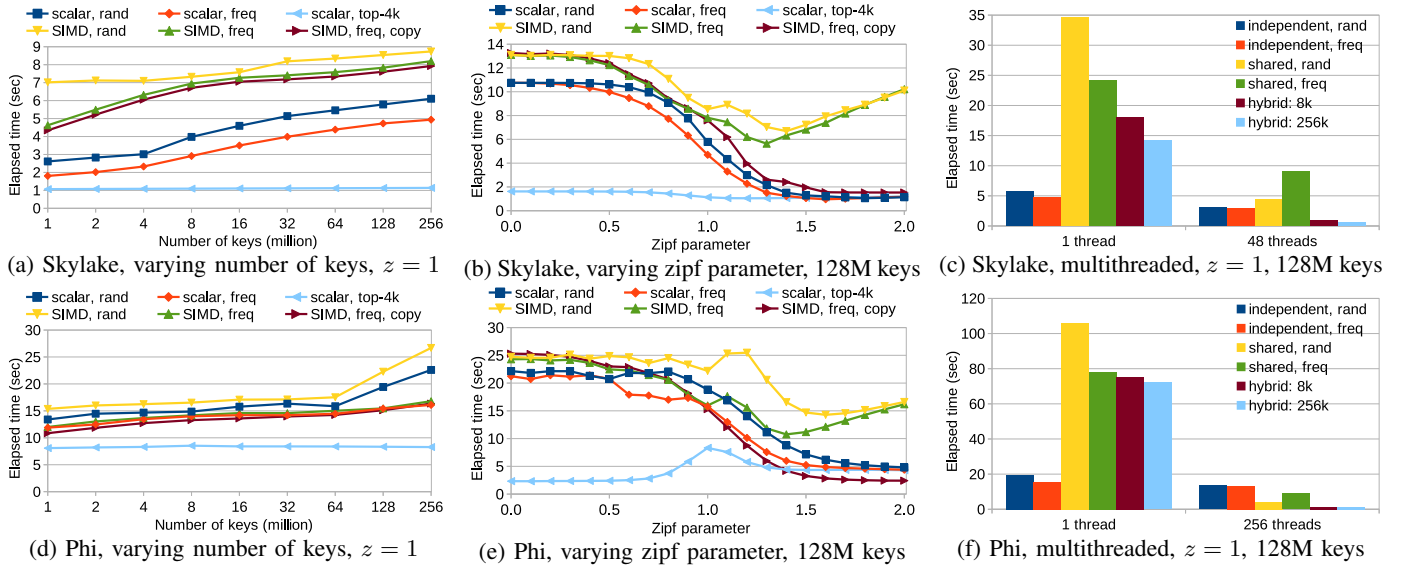 scalar, rand scalar, freq scalar, top-4k
SIMD, rand SIMD, freq SIMD, freq, copy
Elapsed time (sec)
9
8
7
6
5
4
3
2
1
0
1 2 4 8 16 32 64 128 256
Number of keys (million)
(a) Skylake, varying number of keys, z = 1
scalar, rand scalar, freq scalar, top-4k
SIMD, rand SIMD, freq SIMD, freq, copy
Elapsed time (sec)
14
12
10
8
6
4
2
0
0.0 0.5 1.0 1.5 2.0
Zipf parameter
(b) Skylake, varying zipf parameter, 128M keys
Elapsed time (sec)
35
30
25
20
15
10
5
0
independent, rand
independent, freq
shared, rand
shared, freq
hybrid: 8k
hybrid: 256k
1 thread 48 threads
(c) Skylake, multithreaded, z = 1, 128M keys
scalar, rand scalar, freq scalar, top-4k
SIMD, rand SIMD, freq SIMD, freq, copy
Elapsed time (sec)
30
25
20
15
10
5
0
1 2 4 8 16 32 64 128 256
Number of keys (million)
(d) Phi, varying number of keys, z = 1
scalar, rand scalar, freq scalar, top-4k
SIMD, rand SIMD, freq SIMD, freq, copy
Elapsed time (sec)
30
25
20
15
10
5
0
0.0 0.5 1.0 1.5 2.0
Zipf parameter
(e) Phi, varying zipf parameter, 128M keys
Elapsed time (sec)
120
100
80
60
40
20
0
independent, rand
independent, freq
shared, rand
shared, freq
hybrid: 8k
hybrid: 256k
1 thread 256 threads
(f) Phi, multithreaded, z = 1, 128M keys